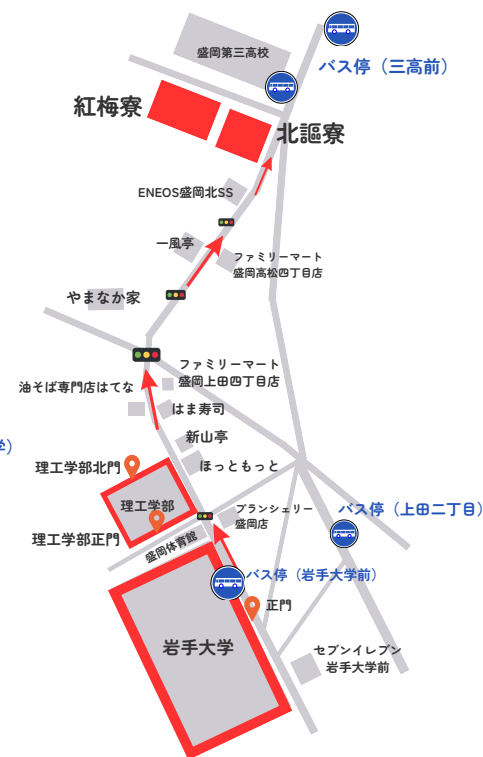 盛岡第三高校
バス停（三高前）
紅梅寮
北謳寮
ENEOS盛岡北SS
一風亭
ファミリーマート
盛岡高松四丁目店
やまなか家
ファミリーマート
盛岡上田四丁目店
油そば専門店はてな
はま寿司
新山亭
学）
ほっともっと
理工学部北門
理工学部
ブランシェリー
盛岡店
バス停（上田二丁目）
理工学部正門
盛岡体育館
バス停（岩手大学前）
正門
岩手大学
セブンイレブン
岩手大学前